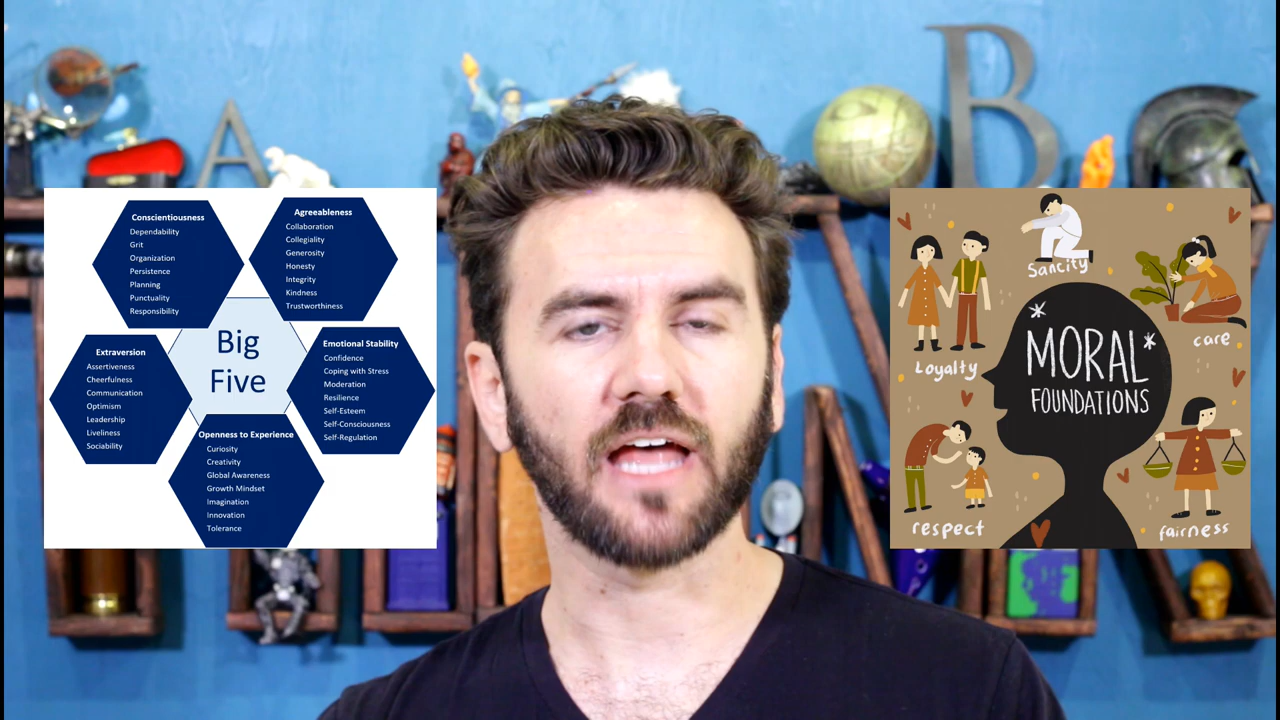 A
B
Conscientiousness
Dependability
Grit
Organization
Persistence
Planning
Punctuality
Responsibility
Agreeableness
Collaboration
Collegiality
Generosity
Honesty
Integrity
Kindness
Trustworthiness
Extraversion
Assertiveness
Cheerfulness
Communication
Optimism
Leadership
Liveliness
Sociability
Big
Five
Emotional Stability
Confidence
Coping with Stress
Moderation
Resilience
Self-Esteem
Self-Consciousness
Self-Regulation
Openness to Experience
Curiosity
Creativity
Global Awareness
Growth Mindset
Imagination
Innovation
Tolerance
Sancity
care
MORAL
FOUNDATIONS
Loyalty
respect
fairness